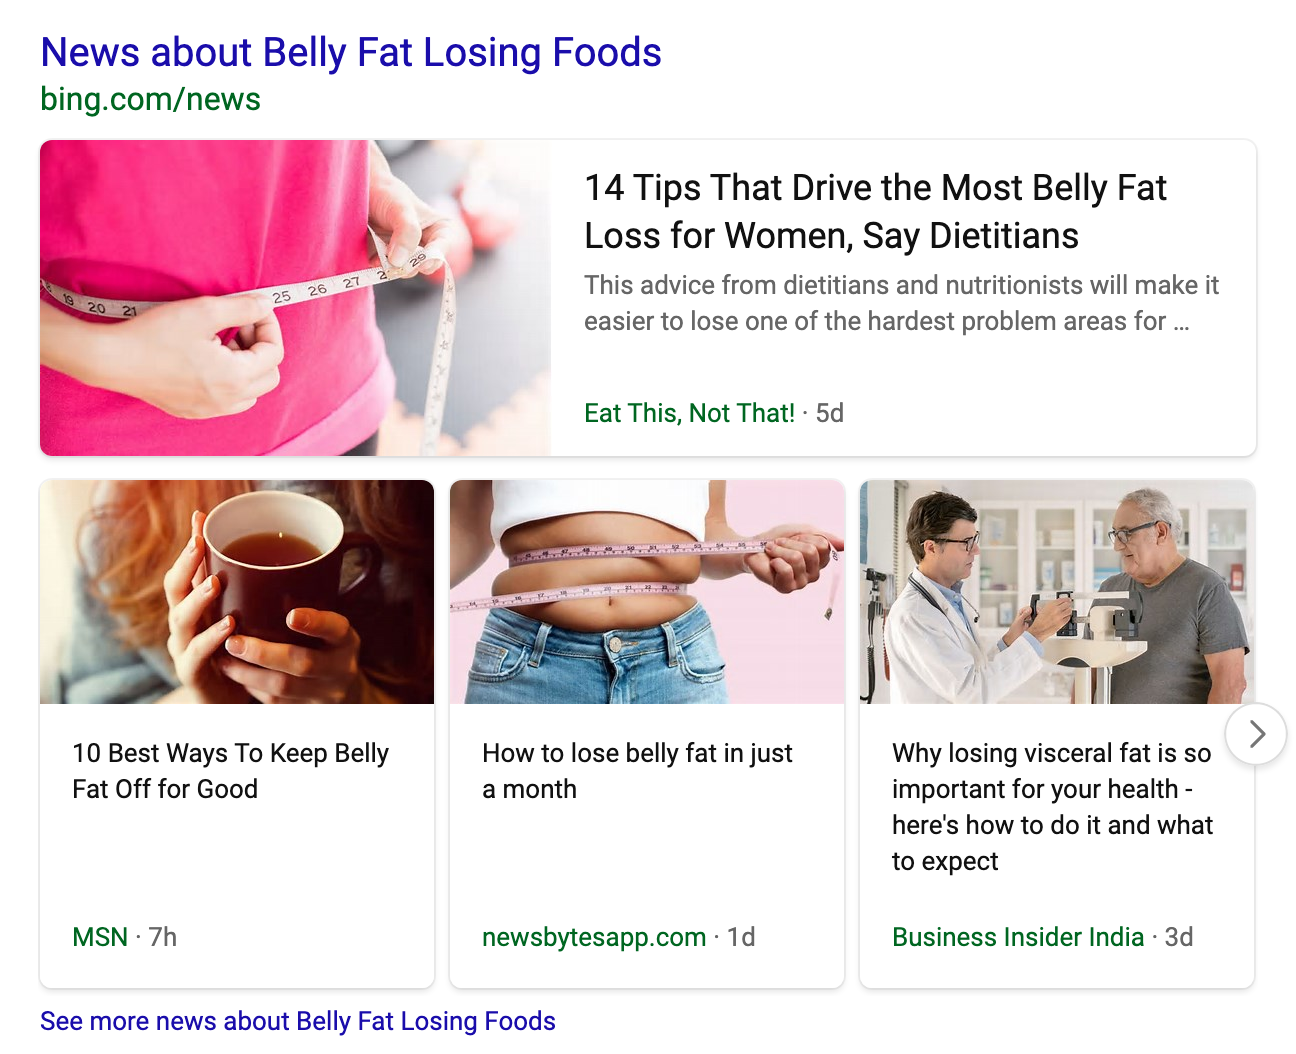 News about Belly Fat Losing Foods
bing.com/news
19 20 21 25 26 27 29
14 Tips That Drive the Most Belly Fat
Loss for Women, Say Dietitians
This advice from dietitians and nutritionists will make it
easier to lose one of the hardest problem areas for ...
Eat This, Not That! · 5d
10 Best Ways To Keep Belly
Fat Off for Good
MSN · 7h
How to lose belly fat in just
a month
newsbytesapp.com · 1d
Why losing visceral fat is so
important for your health -
here's how to do it and what
to expect
Business Insider India · 3d
See more news about Belly Fat Losing Foods